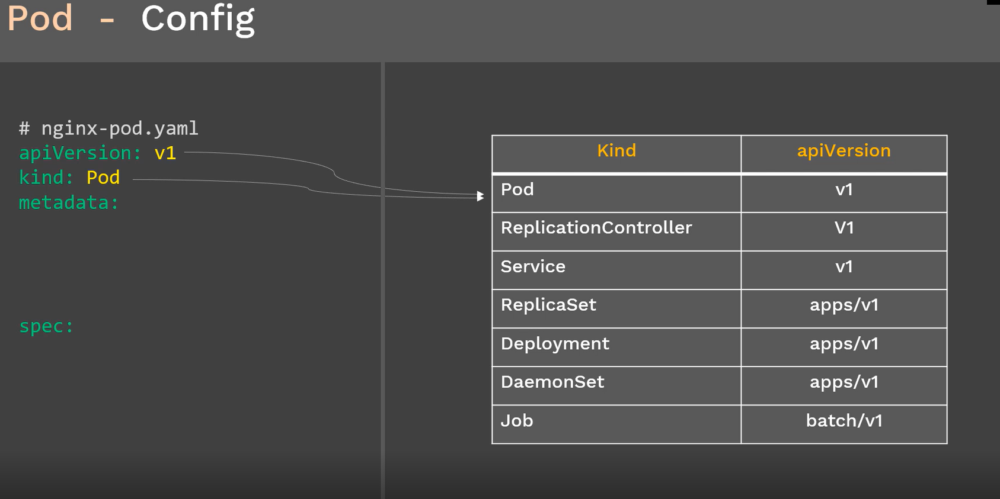 Pod - Config
# nginx-pod.yaml
apiVersion: v1
kind: Pod
metadata:
spec:
Kind apiVersion
Pod v1
ReplicationController V1
Service v1
ReplicaSet apps/v1
Deployment apps/v1
DaemonSet apps/v1
Job batch/v1